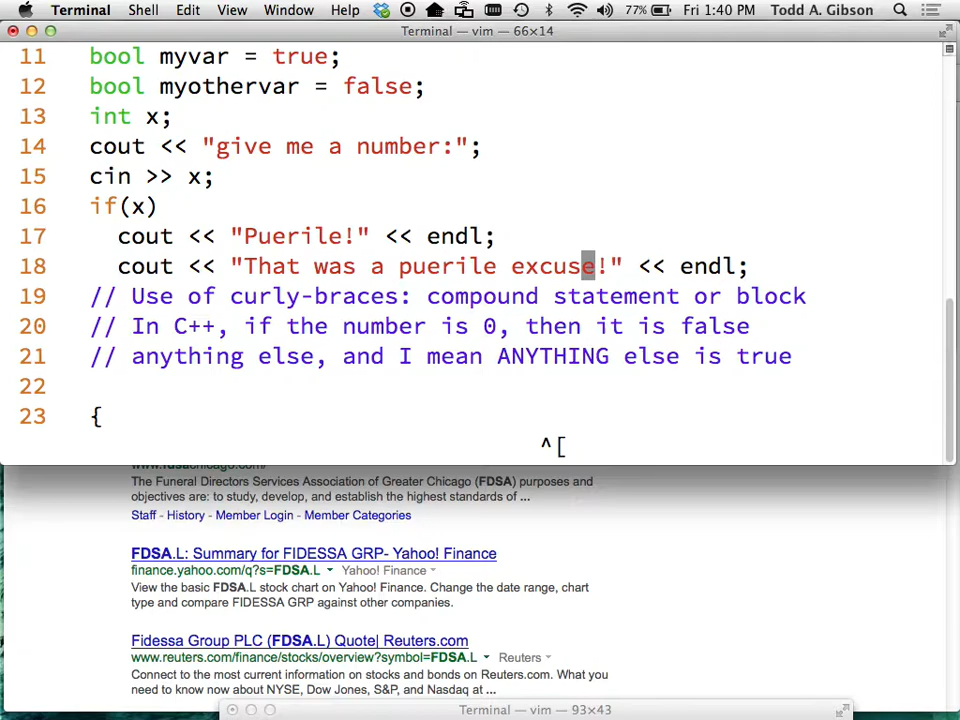 Terminal Shell Edit View Window Help 77% Fri 1:40 PM Todd A. Gibson
Terminal — vim — 66×14
11 bool myvar = true;
12 bool myothervar = false;
13 int x;
14 cout << "give me a number:";
15 cin >> x;
16 if(x)
17 cout << "Puerile!" << endl;
18 cout << "That was a puerile excuse!" << endl;
19 // Use of curly-braces: compound statement or block
20 // In C++, if the number is 0, then it is false
21 // anything else, and I mean ANYTHING else is true
22
23 {
^[
www.fdsachicago.com/
The Funeral Directors Services Association of Greater Chicago (FDSA) purposes and
objectives are: to study, develop, and establish the highest standards of ...
Staff - History - Member Login - Member Categories
FDSA.L: Summary for FIDESSA GRP- Yahoo! Finance
finance.yahoo.com/q?s=FDSA.L Yahoo! Finance
View the basic FDSA.L stock chart on Yahoo! Finance. Change the date range, chart
type and compare FIDESSA GRP against other companies.
Fidessa Group PLC (FDSA.L) Quote| Reuters.com
www.reuters.com/finance/stocks/overview?symbol=FDSA.L Reuters
Connect to the most current information on stocks and bonds on Reuters.com. What you
need to know now about NYSE, Dow Jones, S&P, and Nasdaq at ...
Terminal — vim — 93×43